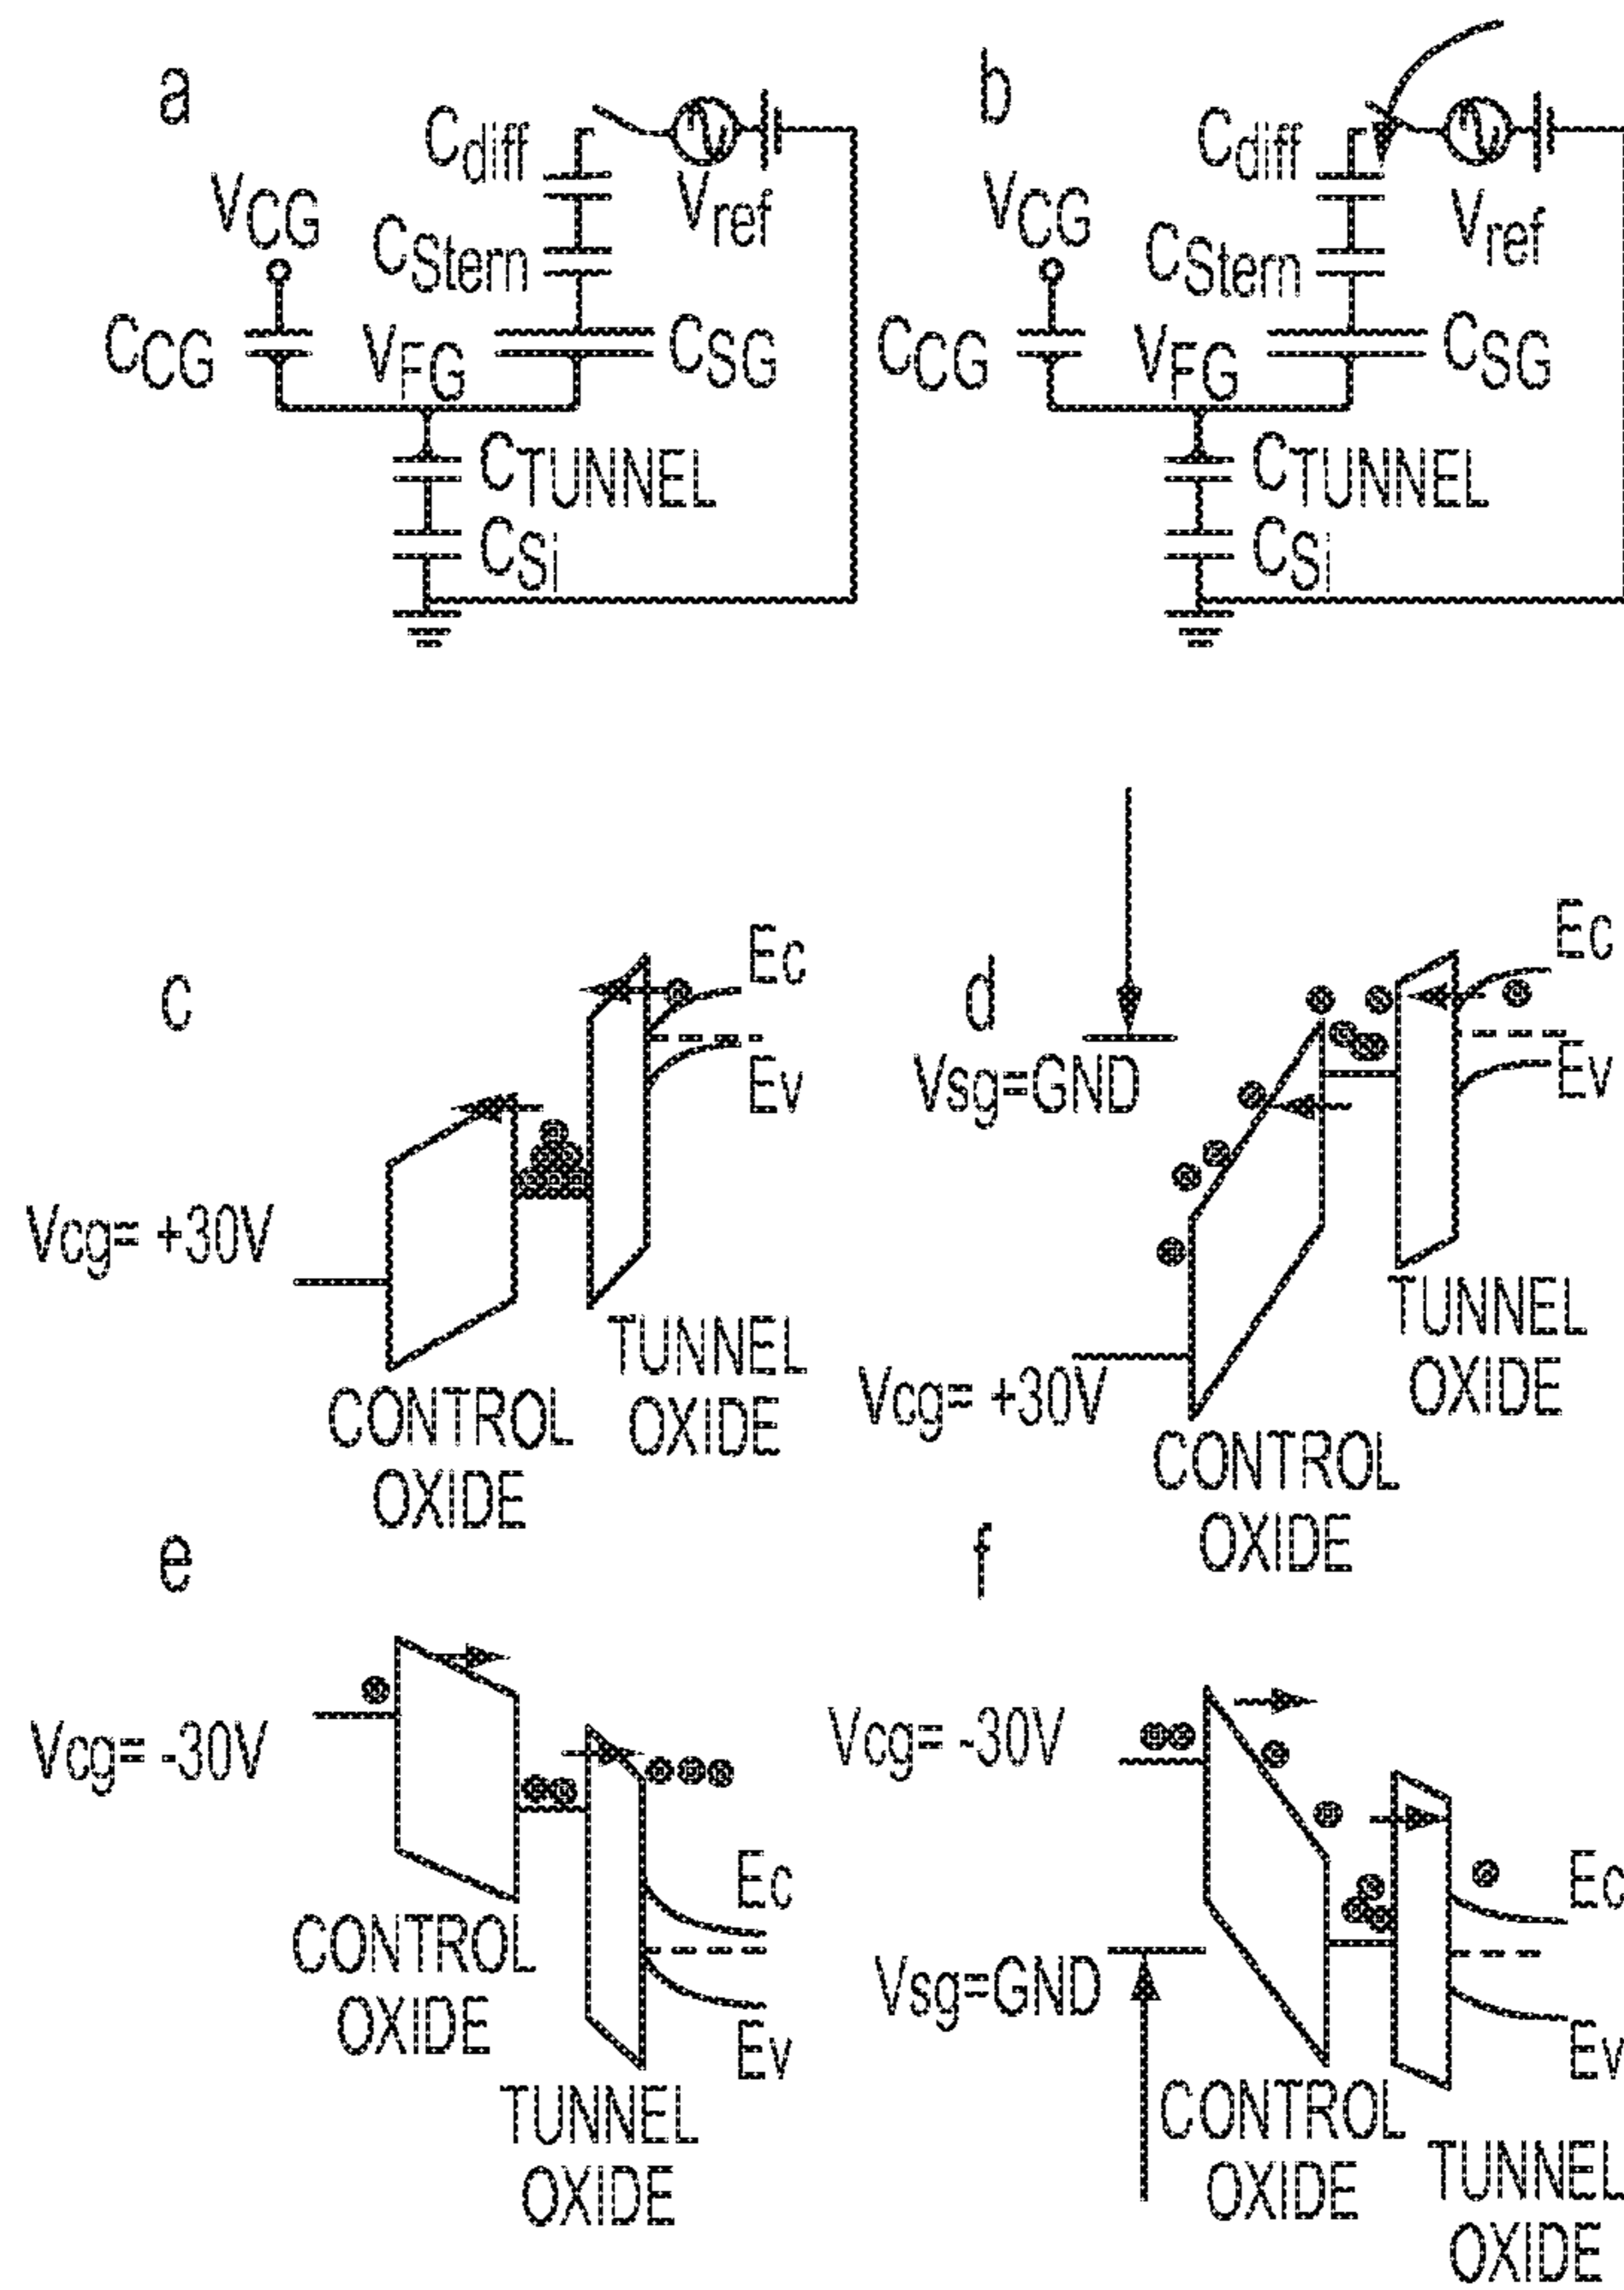 a
Cdiff
Vref
VCG
CStern
CCG
VFG
CSG
CTUNNEL
CSi
b
Cdiff
Vref
VCG
CStern
CCG
VFG
CSG
CTUNNEL
CSi
c
Ec
Ev
Vcg= +30V
TUNNEL
OXIDE
CONTROL
OXIDE
d
Ec
Ev
Vsg=GND
TUNNEL
OXIDE
Vcg= +30V
CONTROL
OXIDE
e
Vcg= -30V
Ec
Ev
CONTROL
OXIDE
TUNNEL
OXIDE
f
Vcg= -30V
Ec
Ev
Vsg=GND
CONTROL
OXIDE
TUNNEL
OXIDE